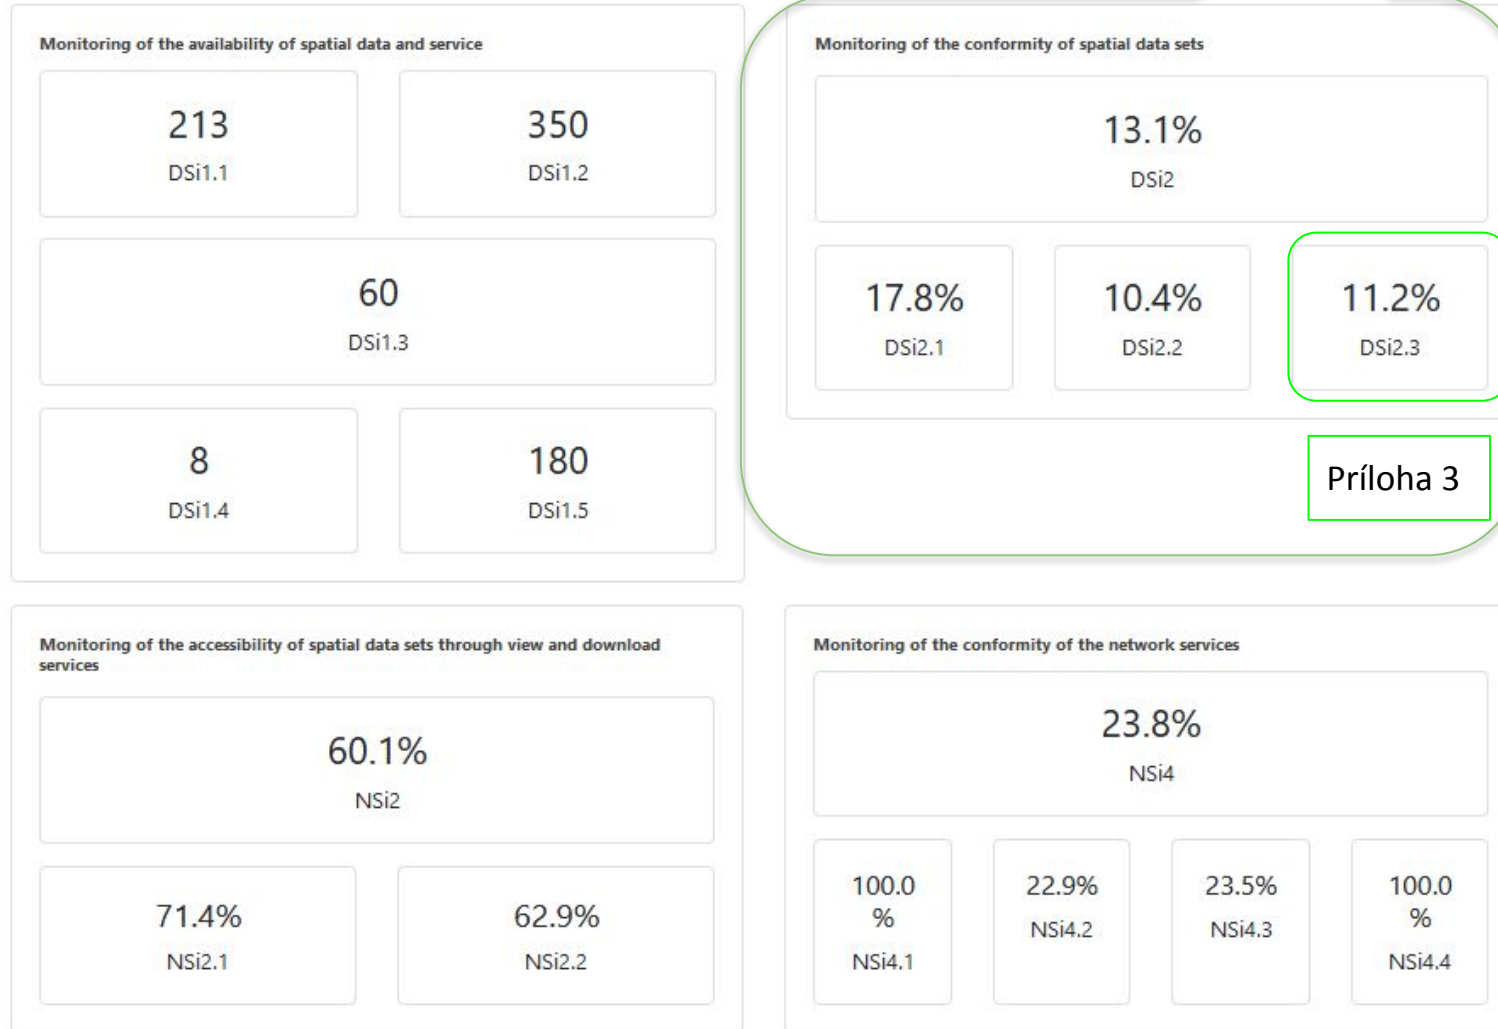 Monitoring of the availability of spatial data and service
213
DSi1.1
350
DSi1.2
60
DSi1.3
8
DSi1.4
180
DSi1.5
Monitoring of the conformity of spatial data sets
13.1%
DSi2
17.8%
DSi2.1
10.4%
DSi2.2
11.2%
DSi2.3
Príloha 3
Monitoring of the accessibility of spatial data sets through view and download
services
60.1%
NSi2
71.4%
NSi2.1
62.9%
NSi2.2
Monitoring of the conformity of the network services
23.8%
NSi4
100.0
%
NSi4.1
22.9%
NSi4.2
23.5%
NSi4.3
100.0
%
NSi4.4